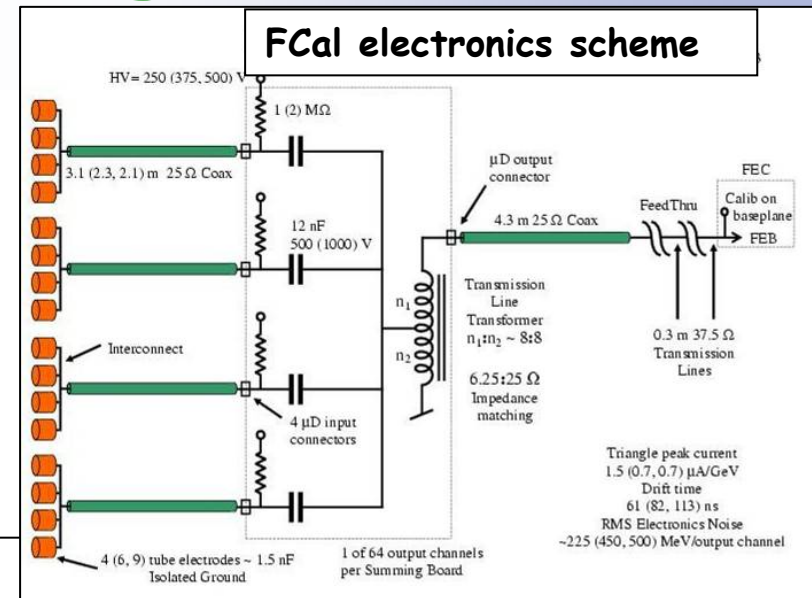 FCal electronics scheme
HV= 250 (375, 500) V
1 (2) MΩ
3.1 (2.3, 2.1) m 25 Ω Coax
12 nF
500 (1000) V
Interconnect
4 μD input
connectors
4 (6, 9) tube electrodes ~ 1.5 nF
Isolated Ground
1 of 64 output channels
per Summing Board
n₁
n₂
μD output
connector
4.3 m 25 Ω Coax
Transmission
Line
Transformer
n₁:n₂ ~ 8:8
6.25:25 Ω
Impedance
matching
FeedThru
FEC
Calib on
baseplane
FEB
0.3 m 37.5 Ω
Transmission
Lines
Triangle peak current
1.5 (0.7, 0.7) μA/GeV
Drift time
61 (82, 113) ns
RMS Electronics Noise
~225 (450, 500) MeV/output channel